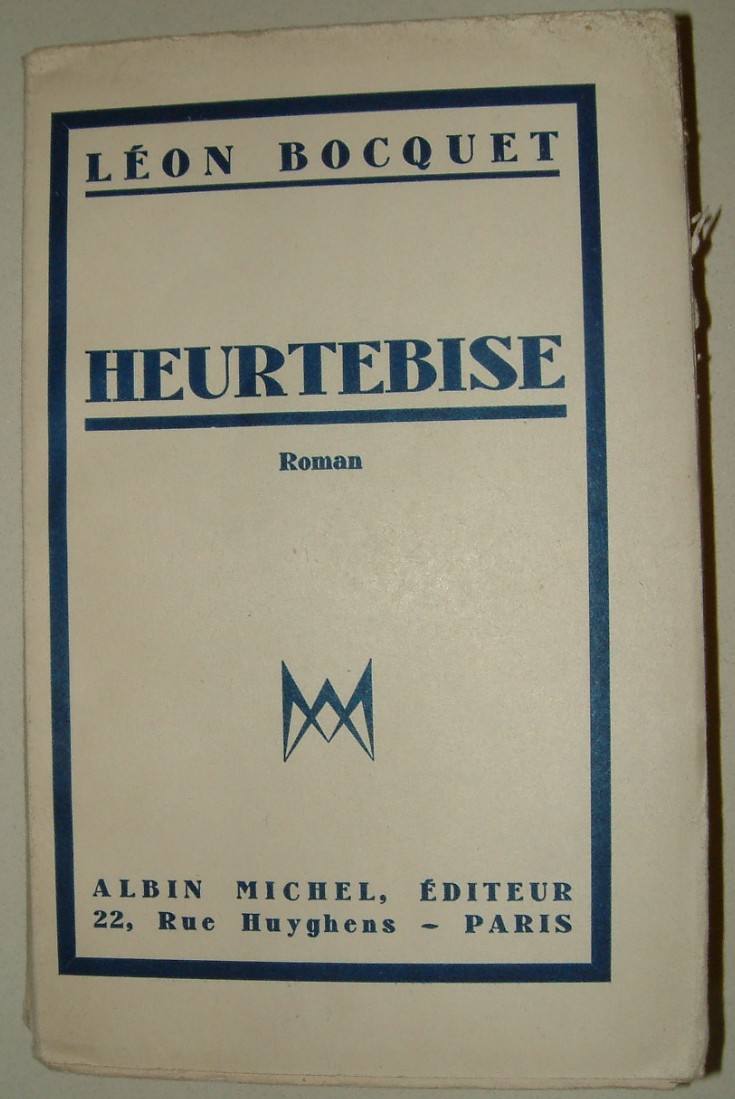 LÉON BOCQUET
HEURTEBISE
Roman
ALBIN MICHEL, ÉDITEUR
22, Rue Huyghens - PARIS